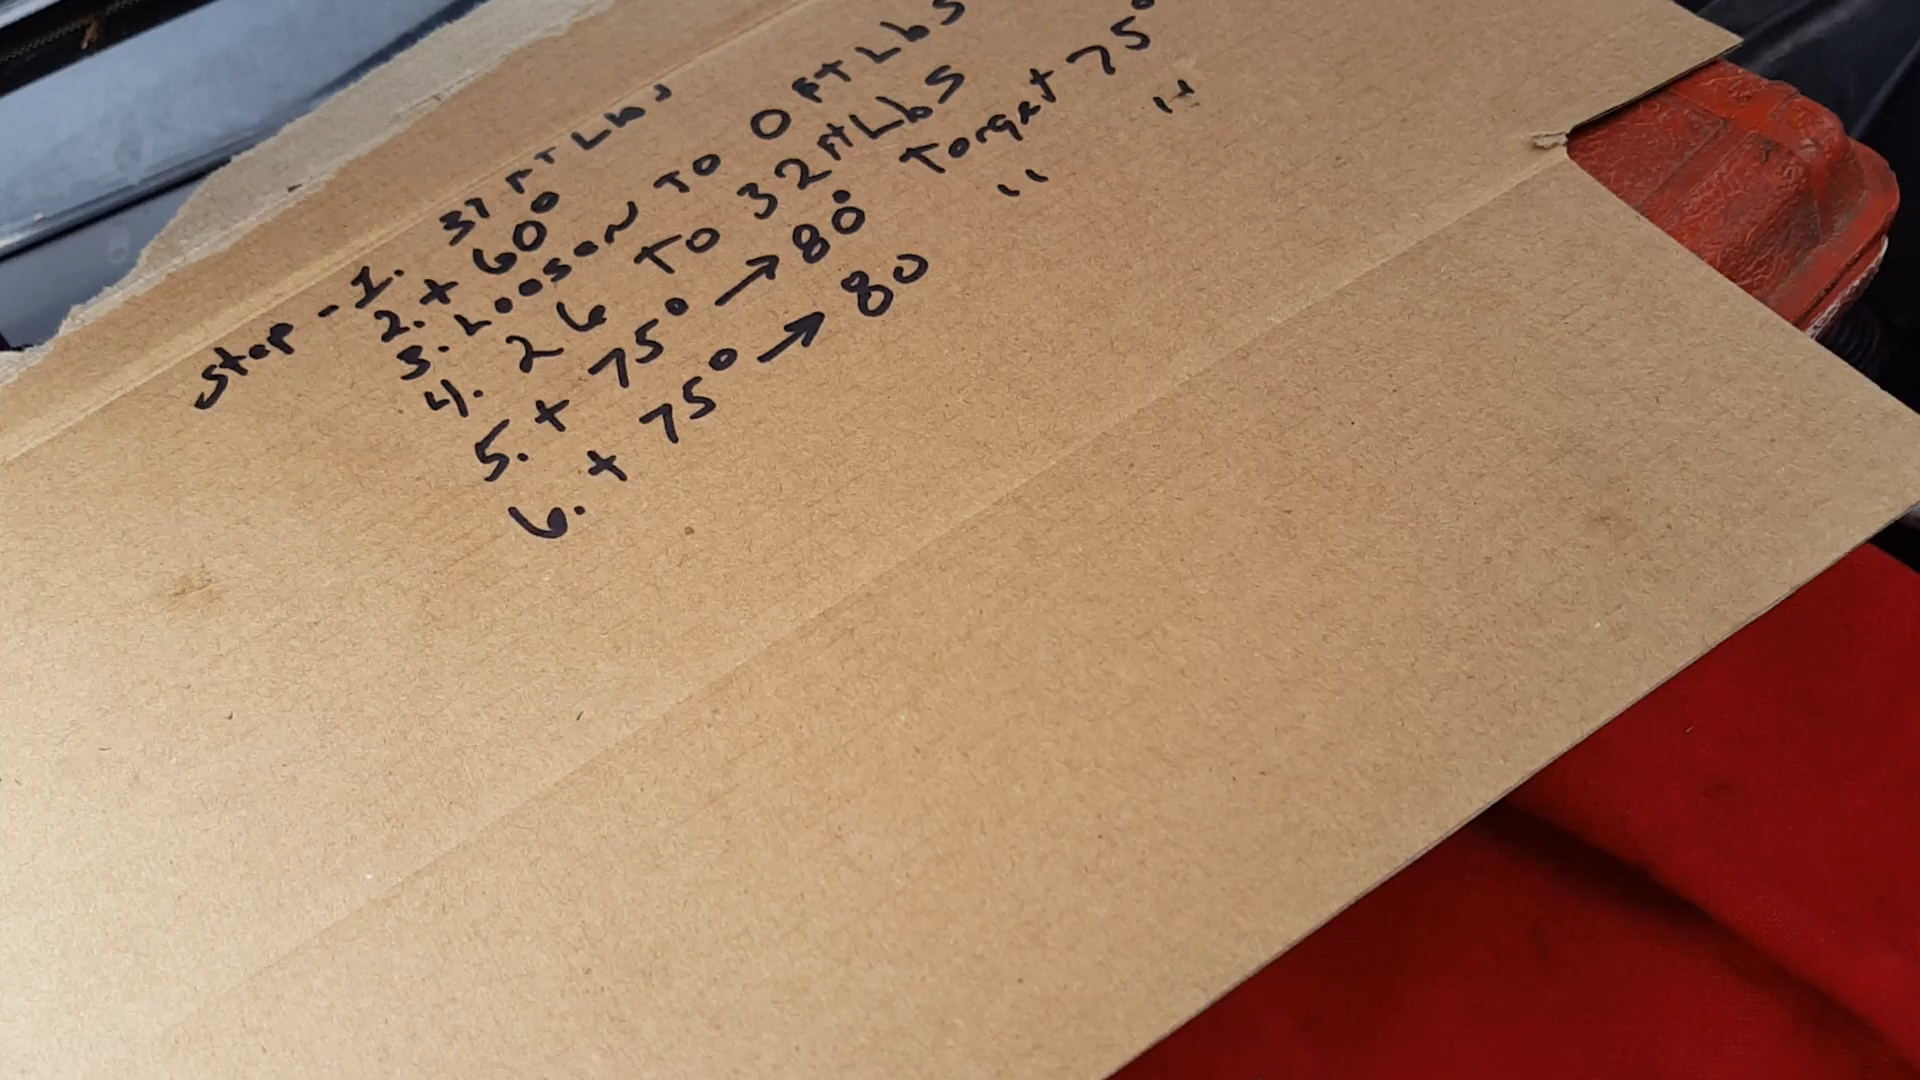 Step - 1. 37 FT Lbs
2. + 60°
3. Loosen TO 0 FT Lbs
4. 26 TO 32 ft Lbs
5. + 75° → 80° Torget 75°
6. + 75° → 80 " "